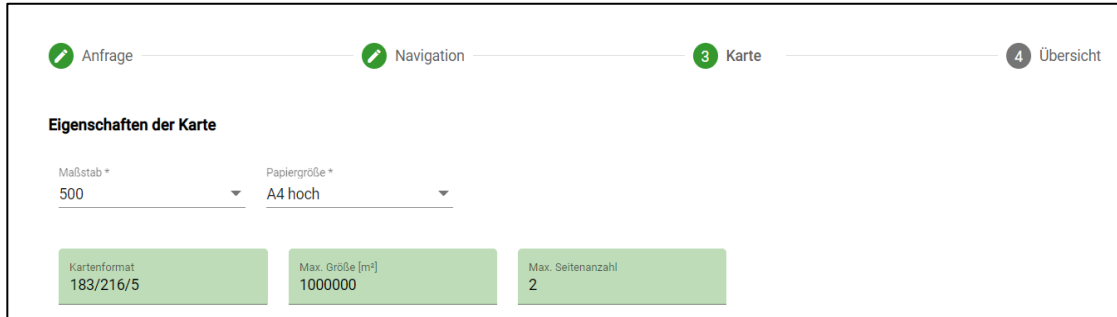 Anfrage Navigation 3 Karte 4 Übersicht
Eigenschaften der Karte
Maßstab * Papiergröße *
500 A4 hoch
Kartenformat Max. Größe [m²] Max. Seitenanzahl
183/216/5 1000000 2